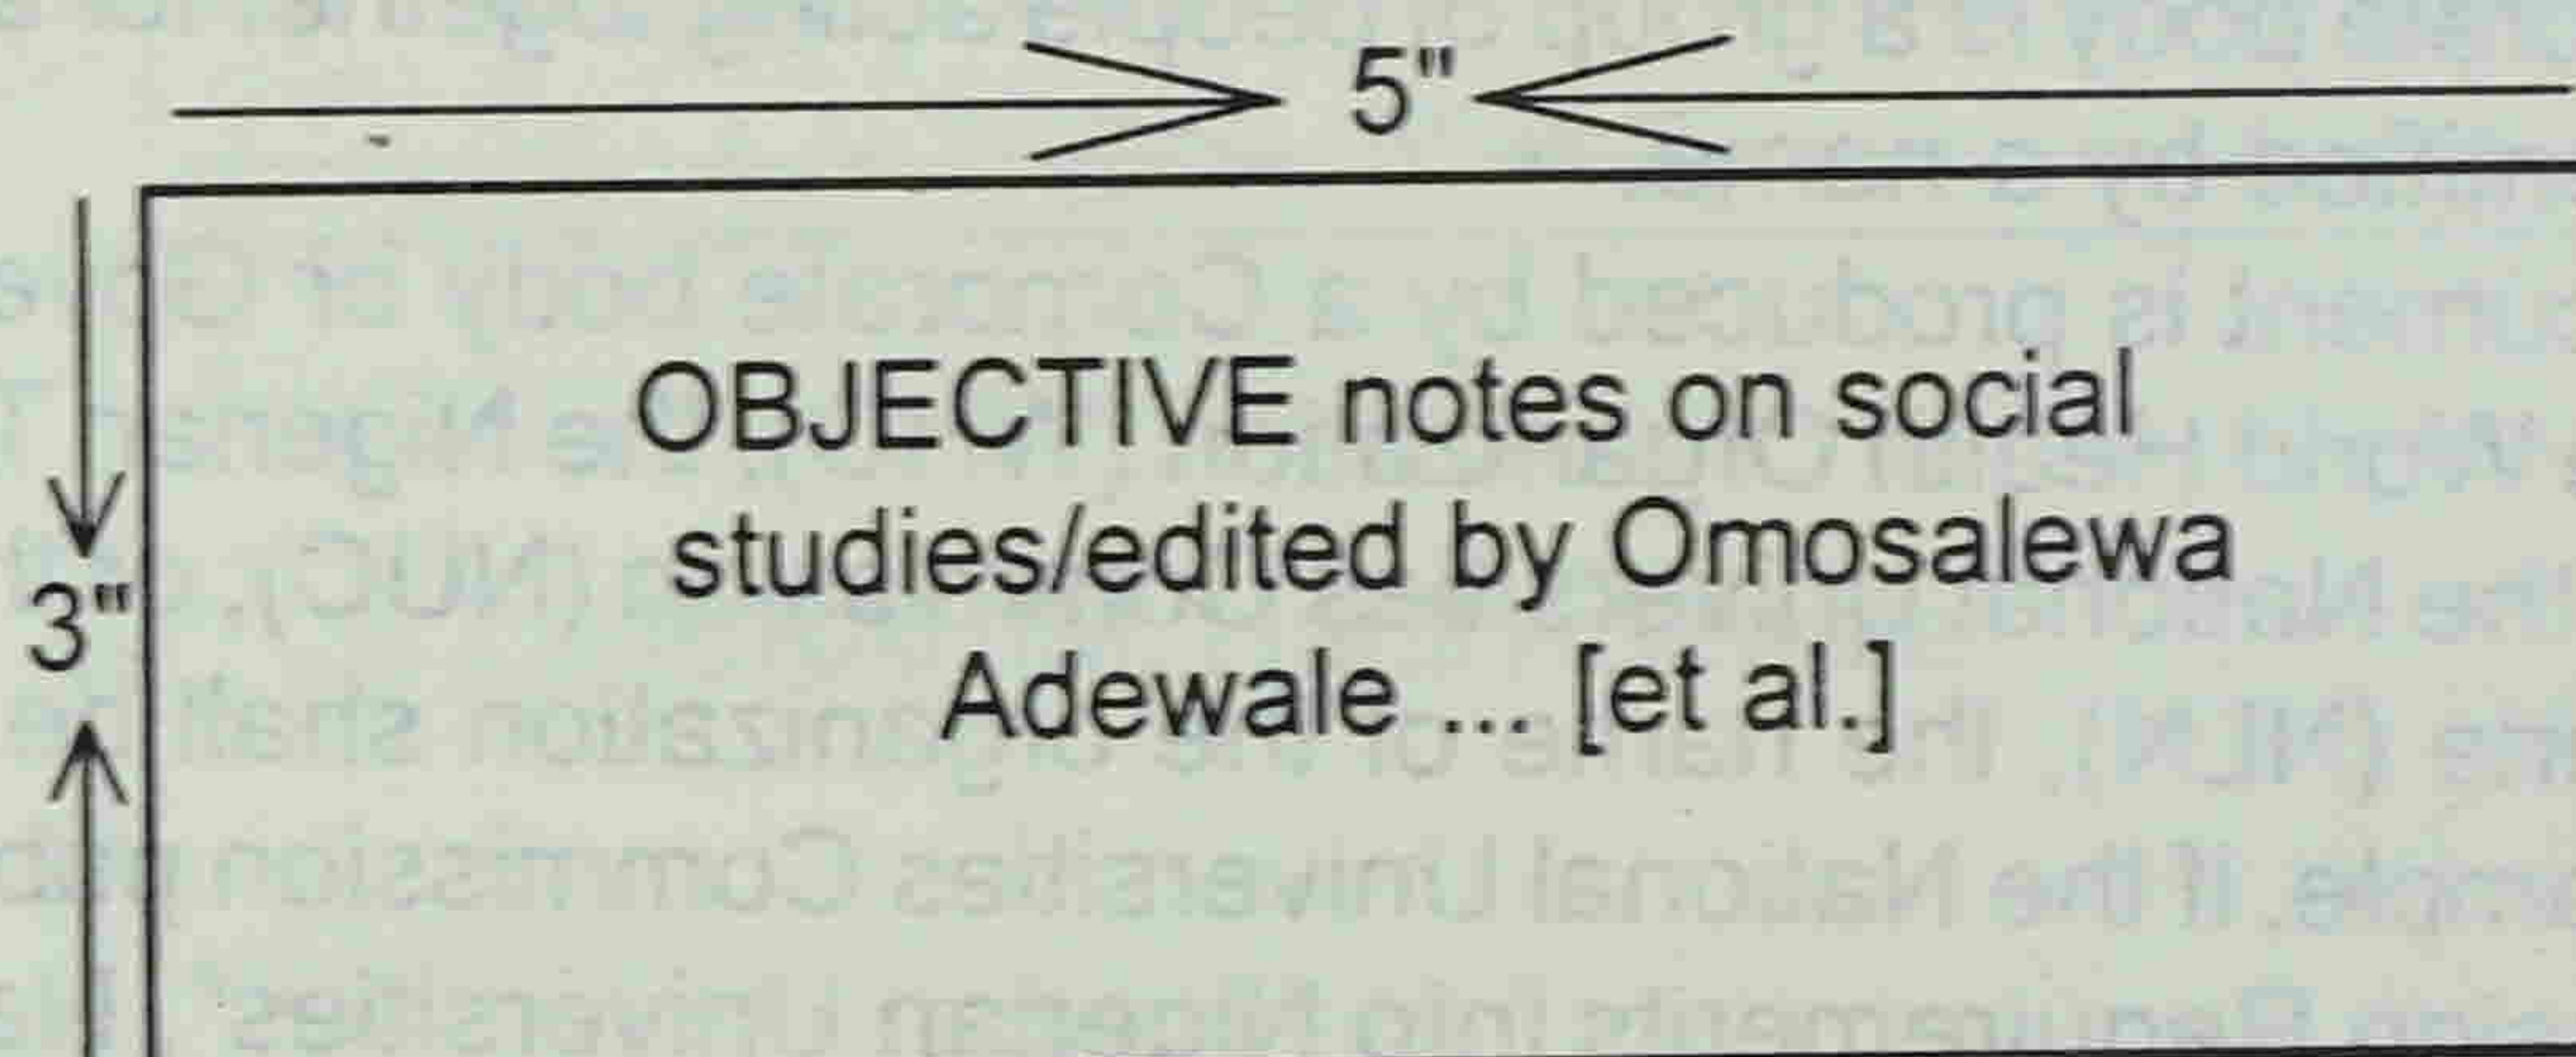 5"
OBJECTIVE notes on social
studies/edited by Omosalewa
3"
Adewale ... [et al.]